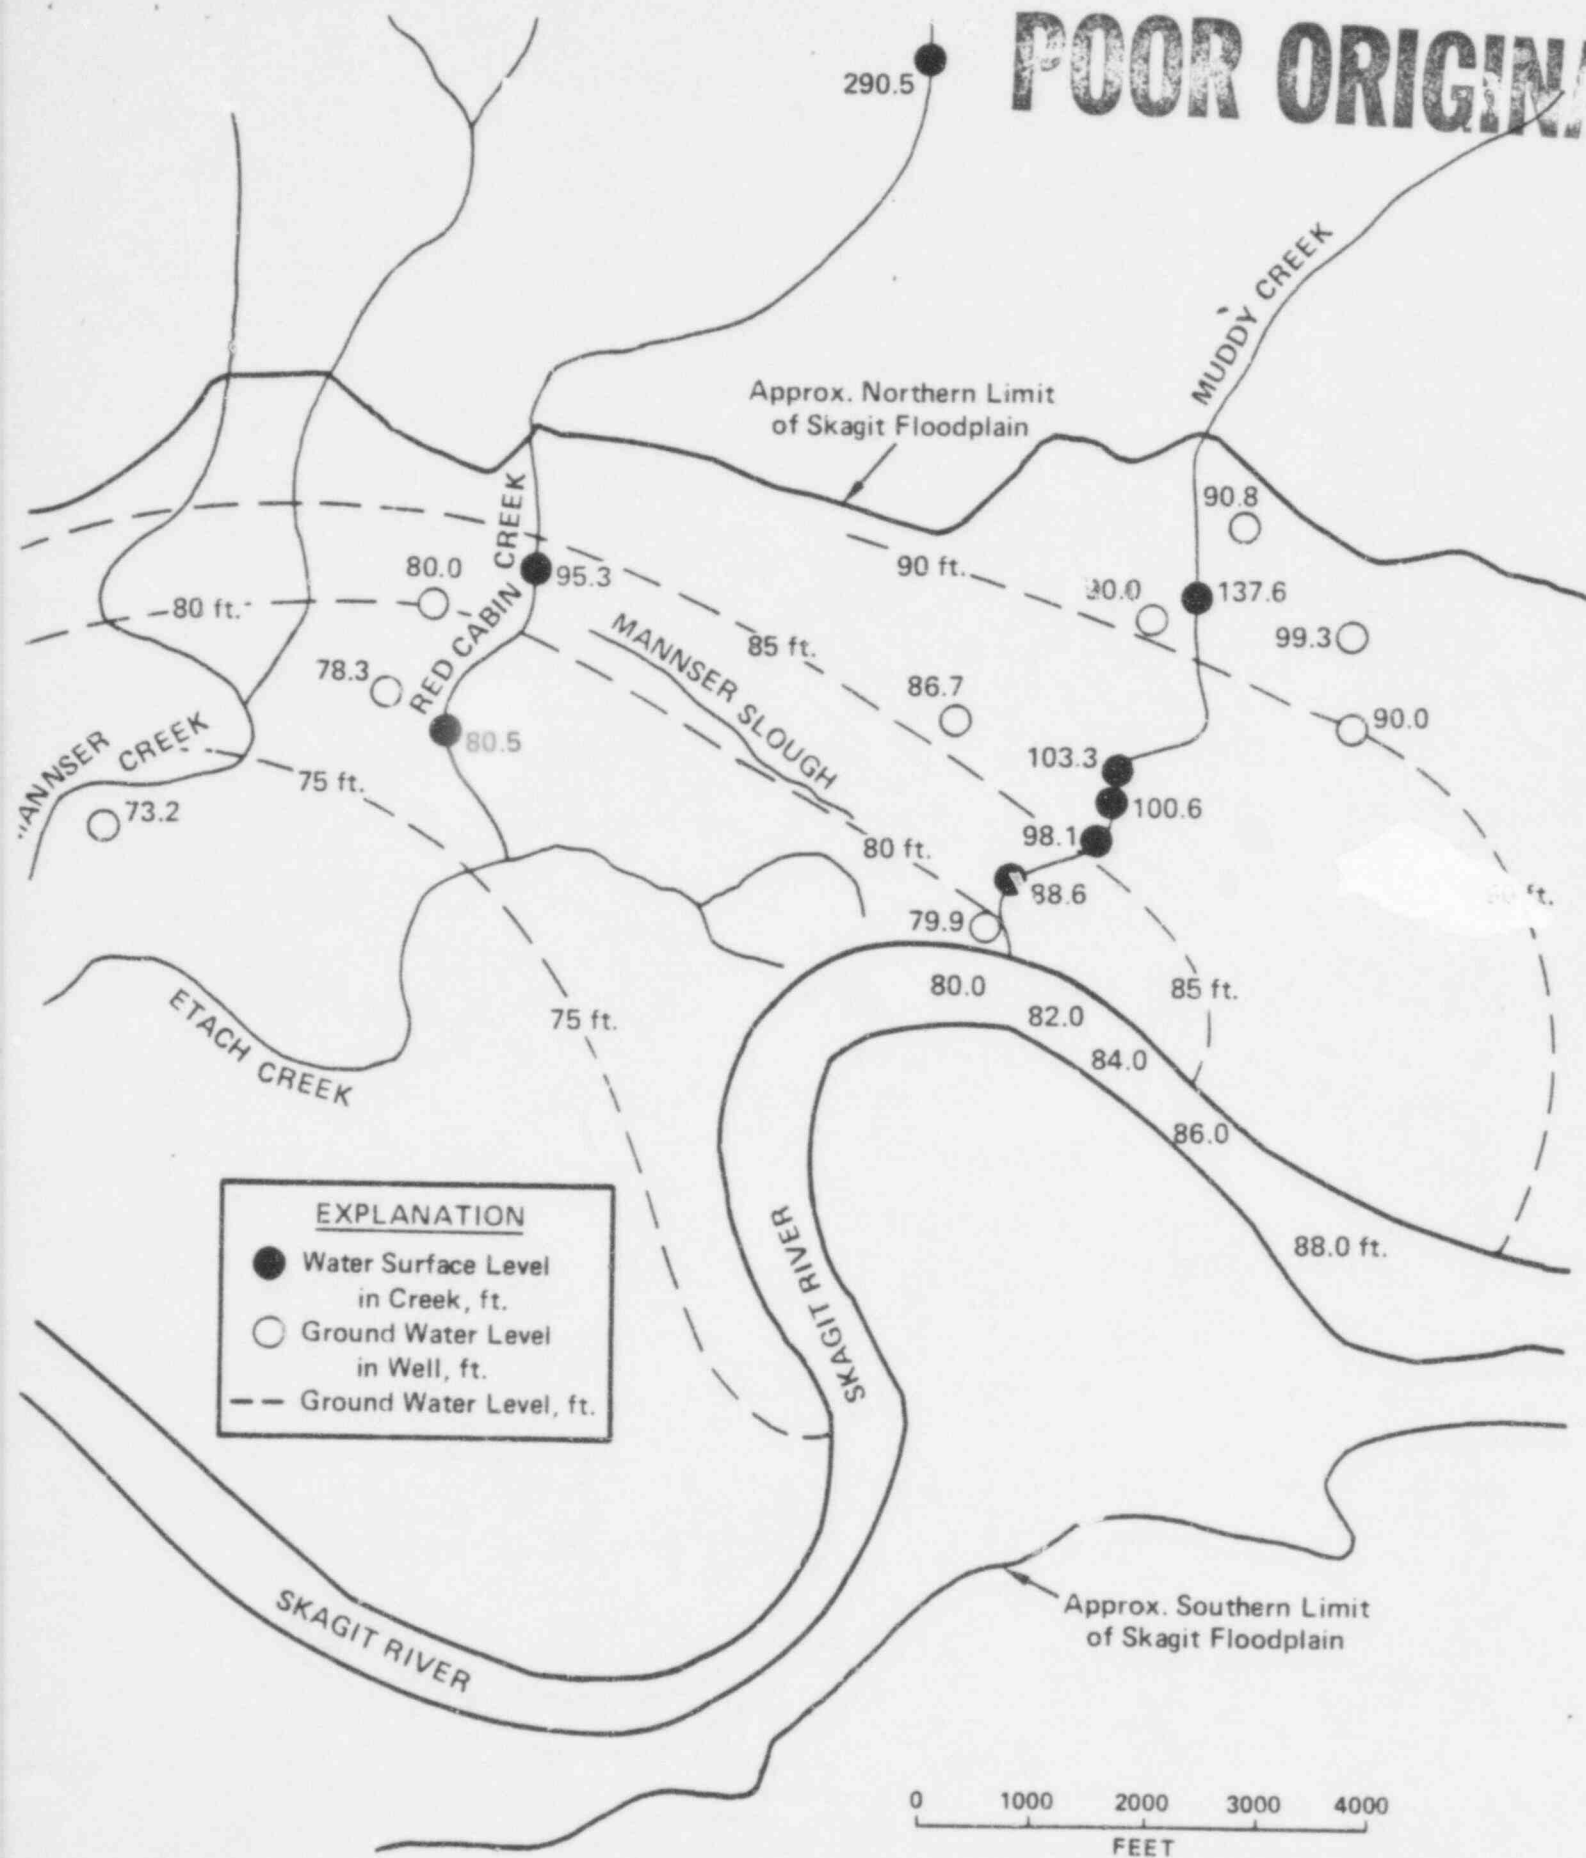 POOR
290.5
MUDDY CREEK
Approx. Northern Limit
of Skagit Floodplain
90.8
CREEK
RED CABIN
95.3
80.0
90 ft.
137.6
80 ft.
99.3
MANNSER SLOUGH
85 ft.
78.3
86.7
90.0
80.5
CREEK
103.3
75 ft.
100.6
73.2
98.1
80 ft.
88.6
79.9
80.0
85 ft.
82.0
75 ft.
ETACH CREEK
84.0
86.0
EXPLANATION
Water Surface Level
in Creek, ft.
Ground Water Level
in Well, ft.
Ground Water Level, ft.
SKAGIT RIVER
88.0 ft.
SKAGIT RIVER
Approx. Southern Limit
of Skagit Floodplain
0 1000 2000 3000 4000
FEET